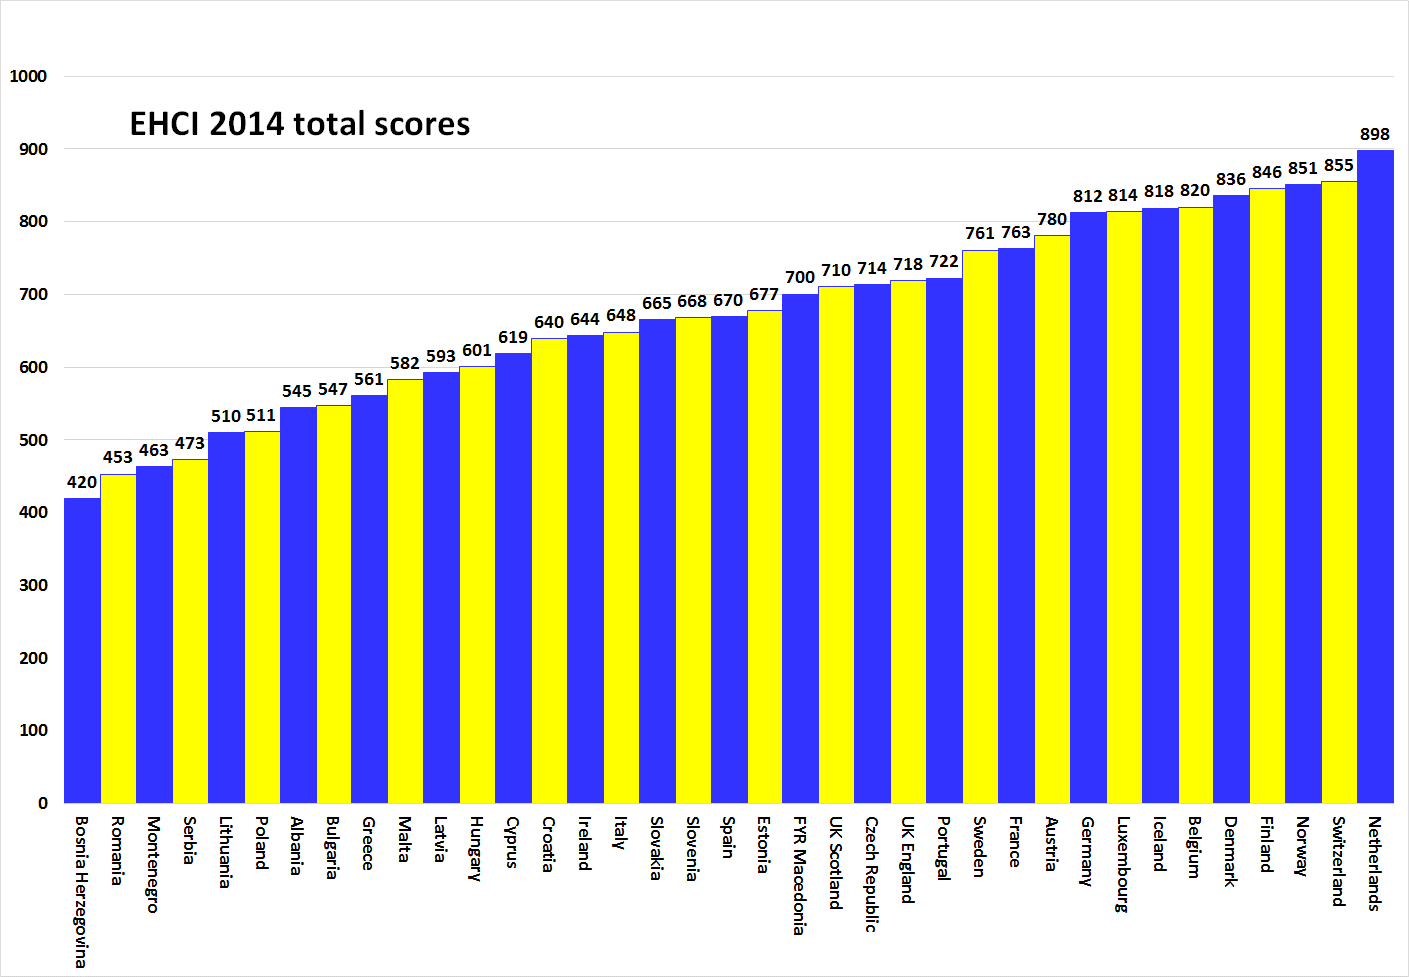 EHCI 2014 total scores
1000
900
800
700
600
500
400
300
200
100
0
420
453
463
473
510
511
545
547
561
582
593
601
619
640
644
648
665
668
670
677
700
710
714
718
722
761
763
780
812
814
818
820
836
846
851
855
898
Bosnia Herzegovina
Romania
Montenegro
Serbia
Lithuania
Poland
Albania
Bulgaria
Greece
Malta
Latvia
Hungary
Cyprus
Croatia
Ireland
Italy
Slovakia
Slovenia
Spain
Estonia
FYR Macedonia
UK Scotland
Czech Republic
UK England
Portugal
Sweden
France
Austria
Germany
Luxembourg
Iceland
Belgium
Denmark
Finland
Norway
Switzerland
Netherlands